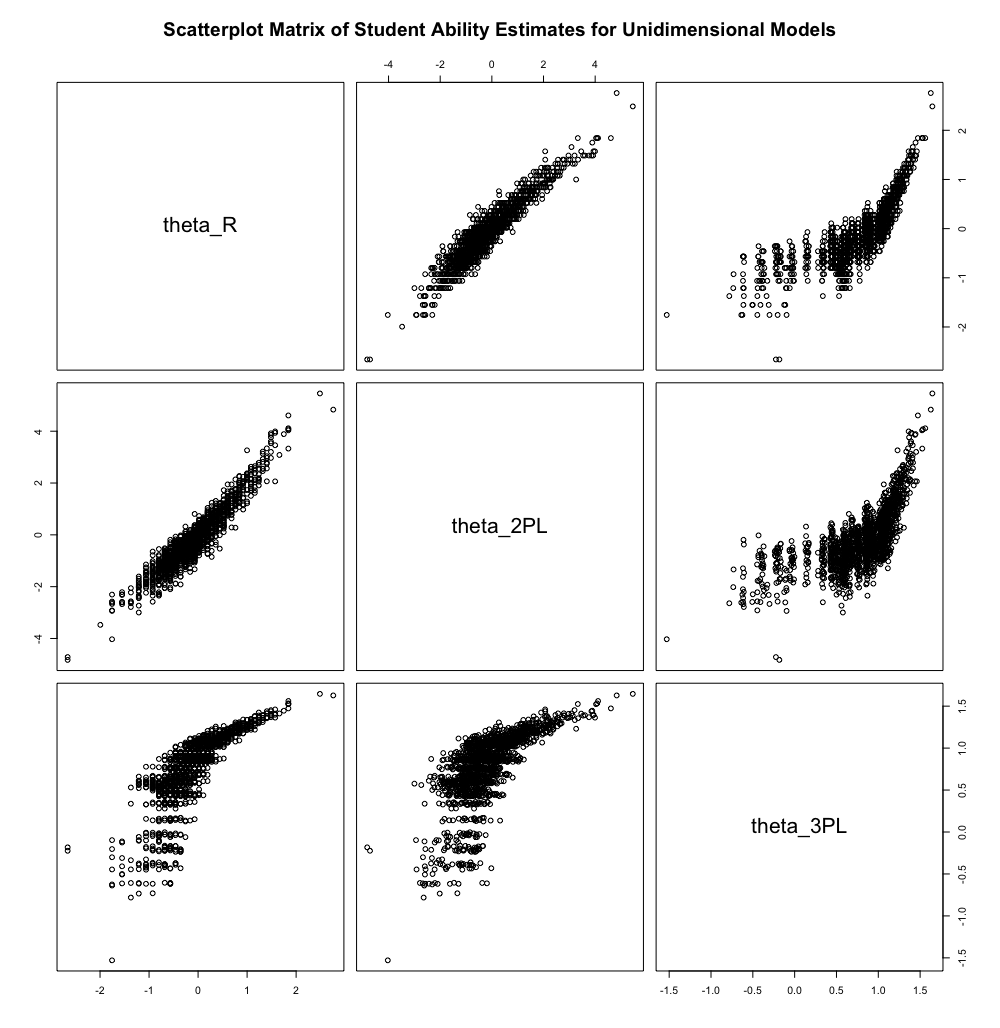 Scatterplot Matrix of Student Ability Estimates for Unidimensional Models
-4 -2 0 2 4
theta_R
2
1
0
-1
-2
4
2
0
-2
-4
theta_2PL
theta_3PL
1.5
1.0
0.5
0.0
-0.5
-1.0
-1.5
-2 -1 0 1 2
-1.5 -1.0 -0.5 0.0 0.5 1.0 1.5